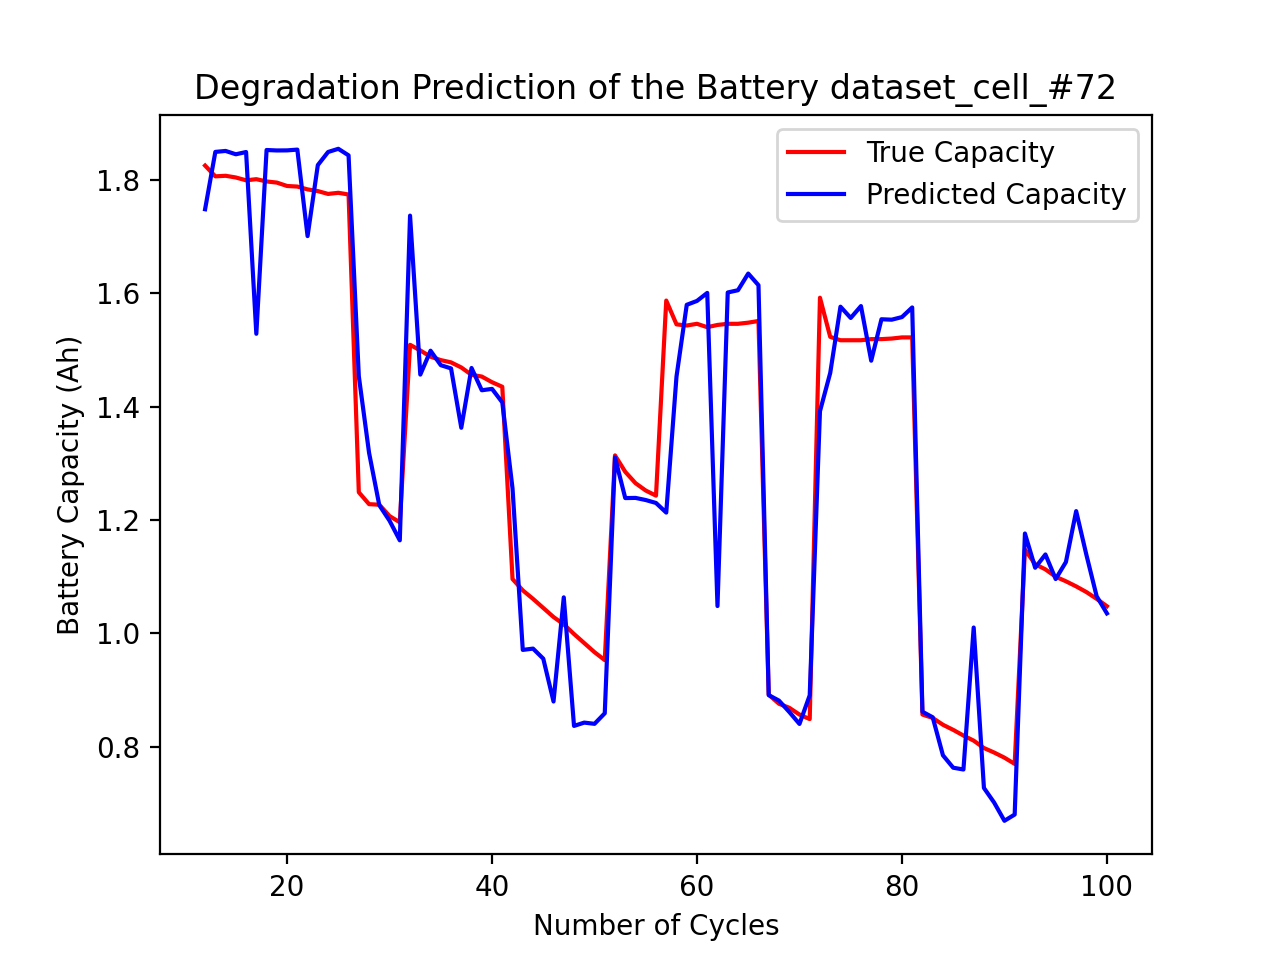 Degradation Prediction of the Battery dataset_cell_#72
True Capacity
Predicted Capacity
Battery Capacity (Ah)
1.8
1.6
1.4
1.2
1.0
0.8
20 40 60 80 100
Number of Cycles